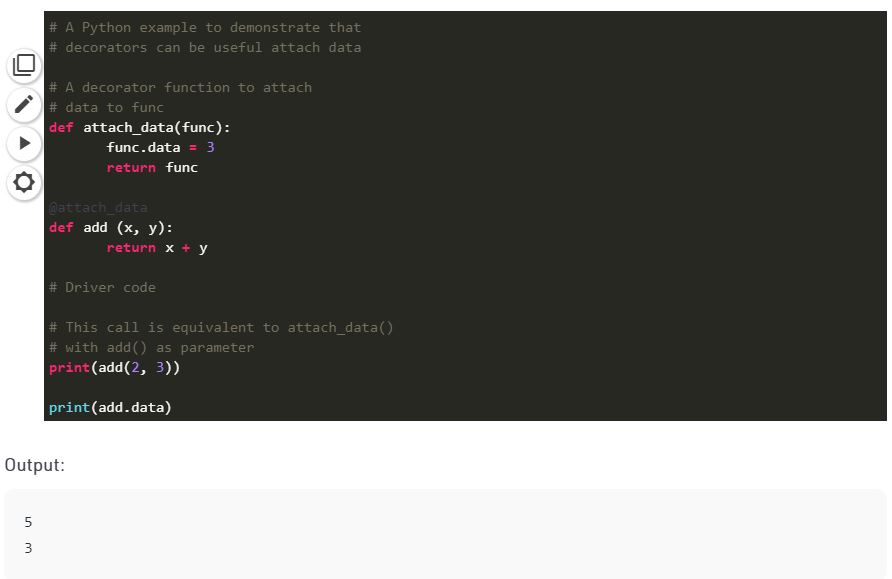 # A Python example to demonstrate that
# decorators can be useful attach data
# A decorator function to attach
# data to func
def attach_data(func):
       func.data = 3
       return func
@attach_data
def add (x, y):
       return x + y
# Driver code
# This call is equivalent to attach_data()
# with add() as parameter
print(add(2, 3))
print(add.data)
Output:
5
3